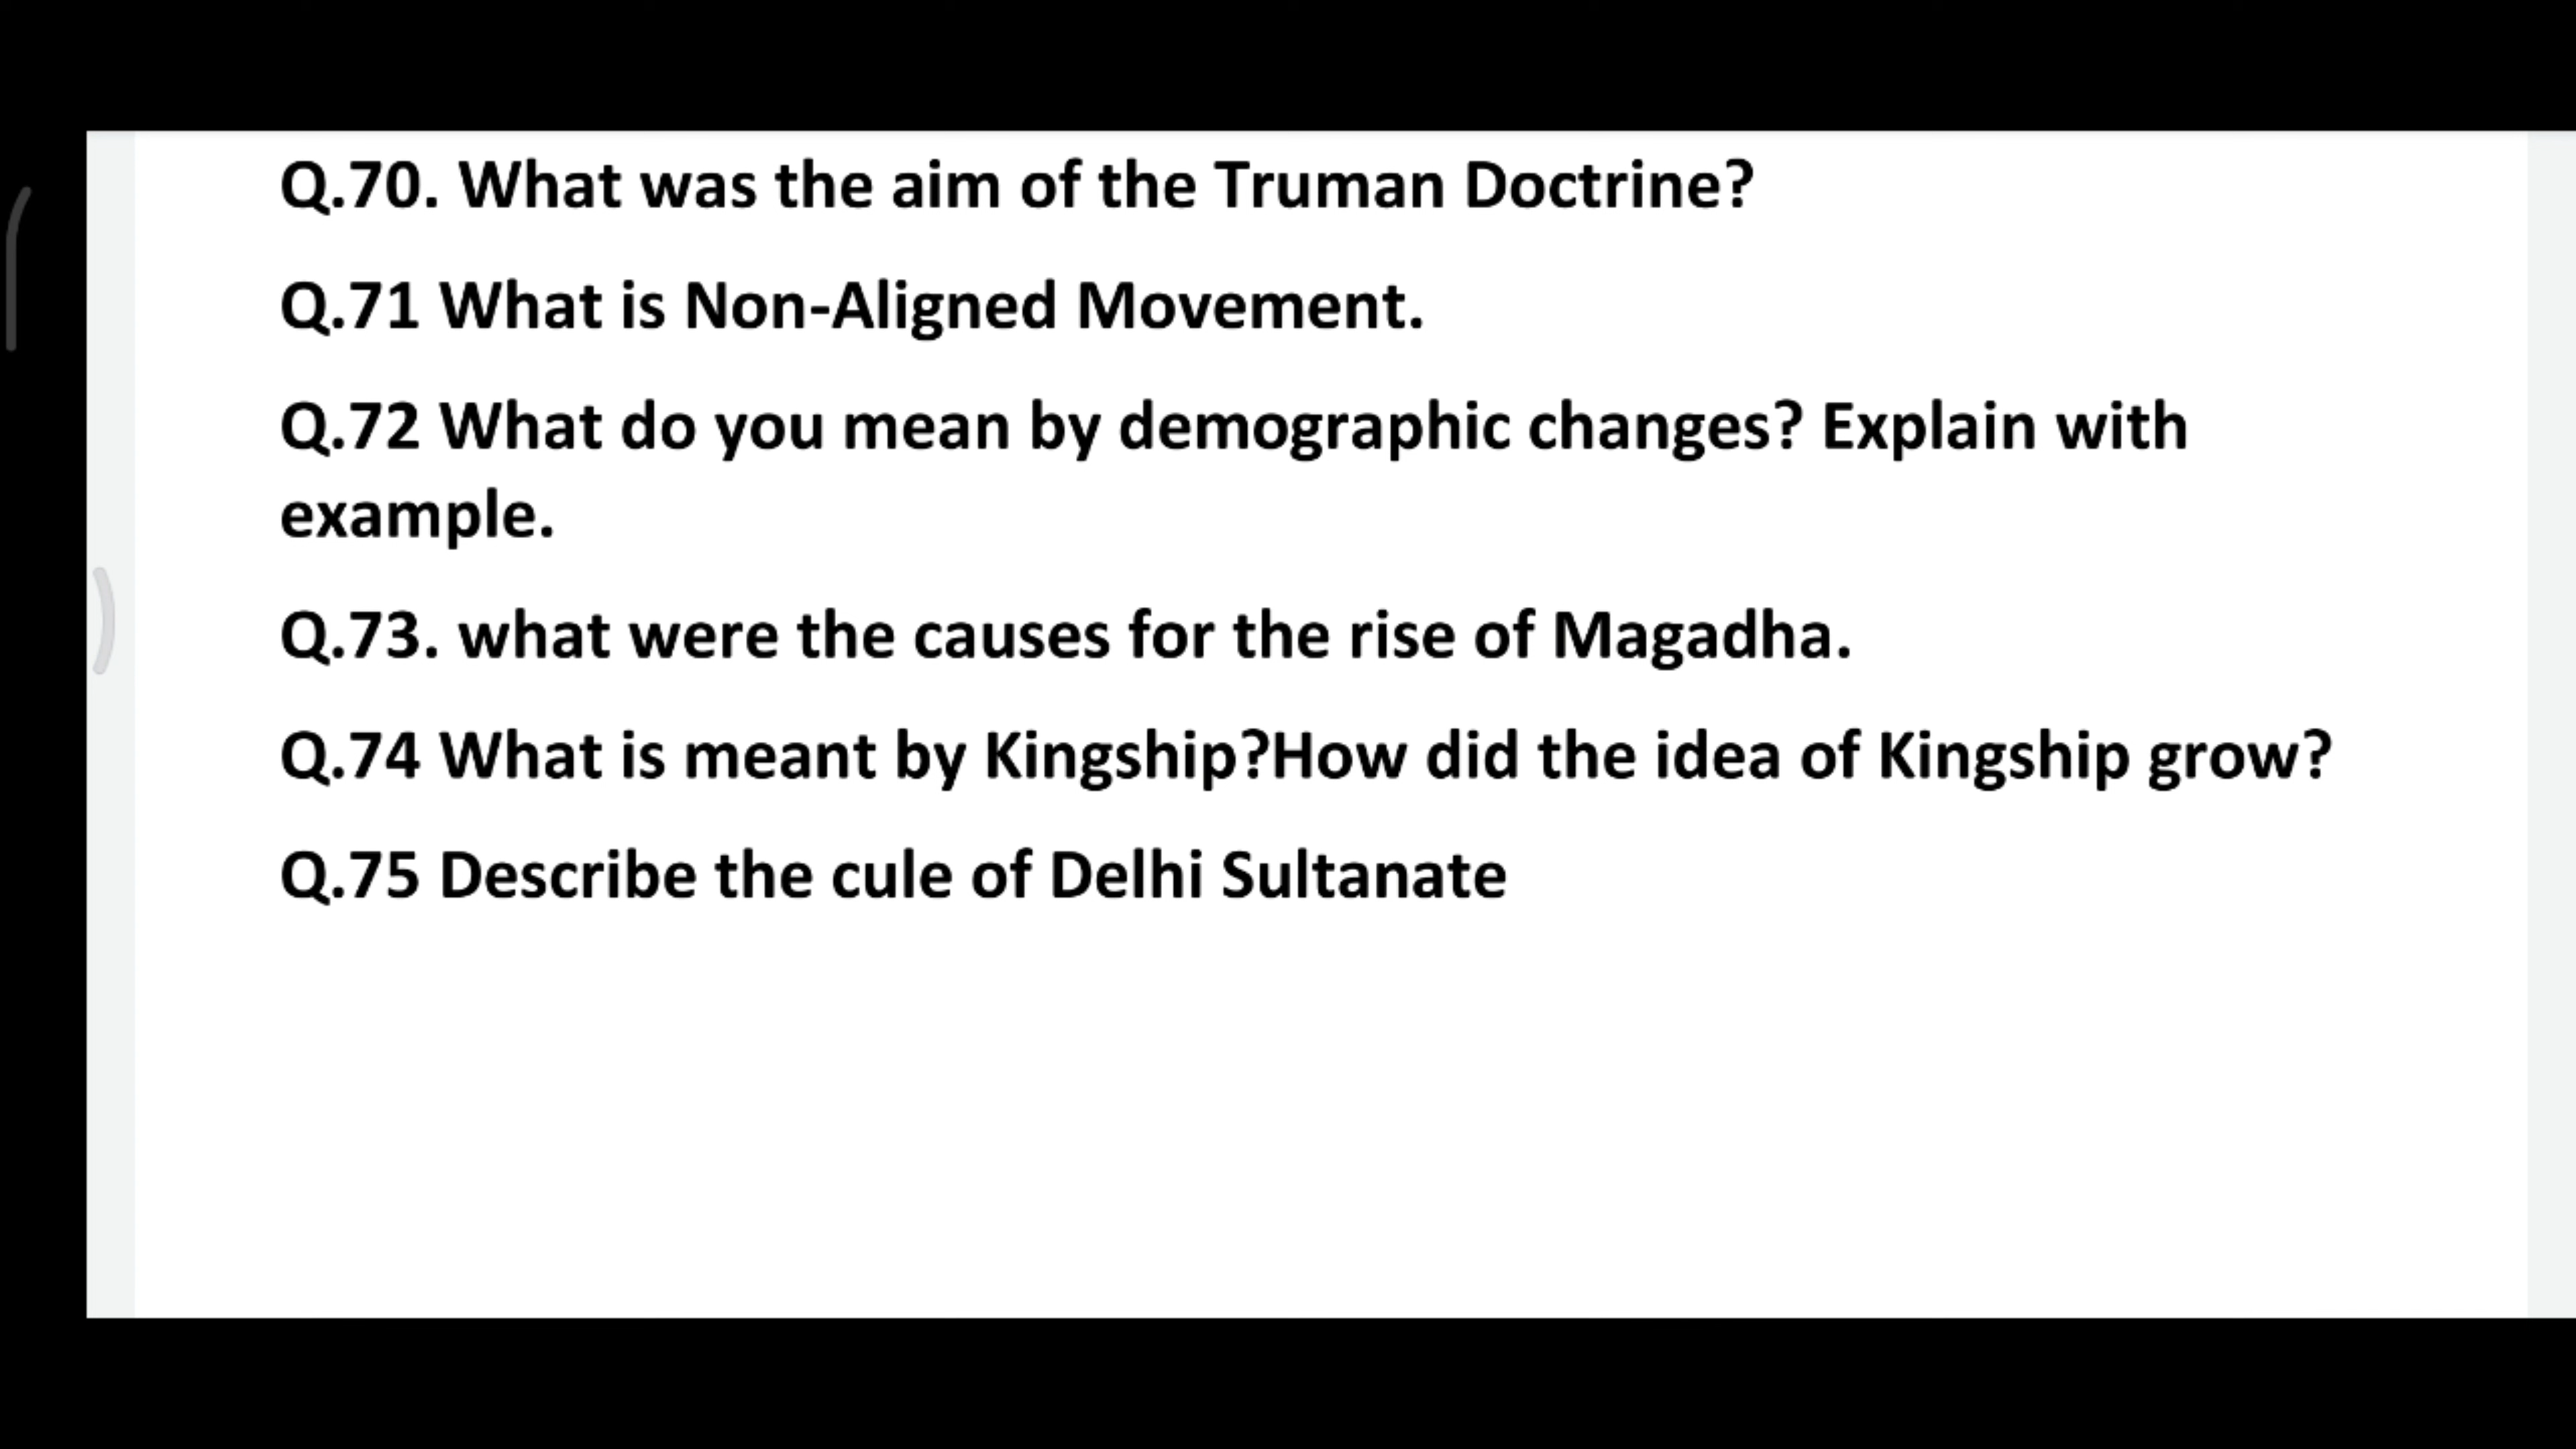 Q.70. What was the aim of the Truman Doctrine?
Q.71 What is Non-Aligned Movement.
Q.72 What do you mean by demographic changes? Explain with
example.
Q.73. what were the causes for the rise of Magadha.
Q.74 What is meant by Kingship?How did the idea of Kingship grow?
Q.75 Describe the cule of Delhi Sultanate